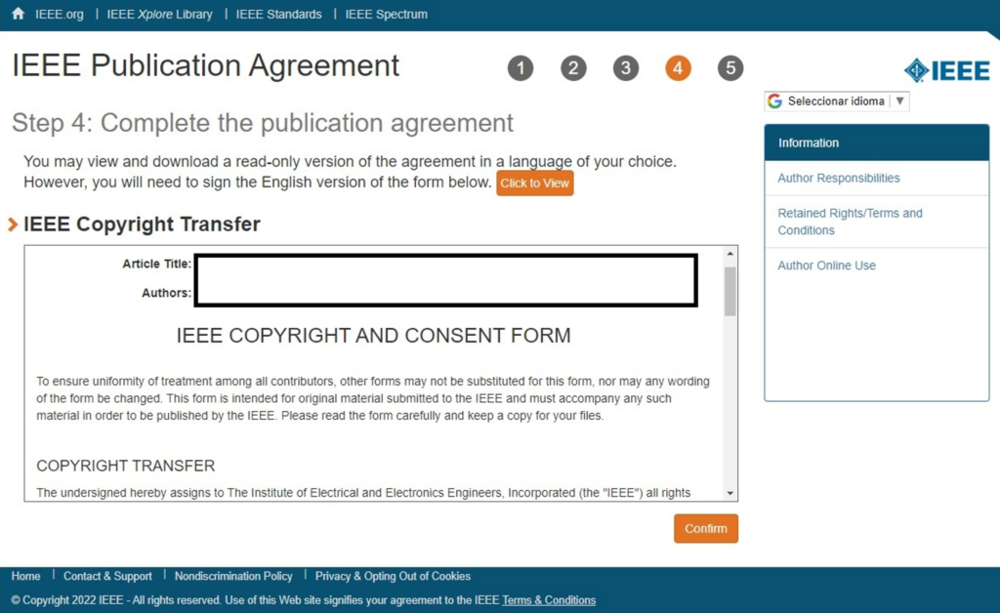 IEEE.org | IEEE Xplore Library | IEEE Standards | IEEE Spectrum
IEEE Publication Agreement
1 2 3 4 5
IEEE
Seleccionar idioma ▼
Step 4: Complete the publication agreement
You may view and download a read-only version of the agreement in a language of your choice.
However, you will need to sign the English version of the form below. Click to View
IEEE Copyright Transfer
Article Title:
Authors:
IEEE COPYRIGHT AND CONSENT FORM
To ensure uniformity of treatment among all contributors, other forms may not be substituted for this form, nor may any wording
of the form be changed. This form is intended for original material submitted to the IEEE and must accompany any such
material in order to be published by the IEEE. Please read the form carefully and keep a copy for your files.
COPYRIGHT TRANSFER
The undersigned hereby assigns to The Institute of Electrical and Electronics Engineers, Incorporated (the "IEEE") all rights
Confirm
Information
Author Responsibilities
Retained Rights/Terms and
Conditions
Author Online Use
Home | Contact & Support | Nondiscrimination Policy | Privacy & Opting Out of Cookies
© Copyright 2022 IEEE - All rights reserved. Use of this Web site signifies your agreement to the IEEE Terms & Conditions